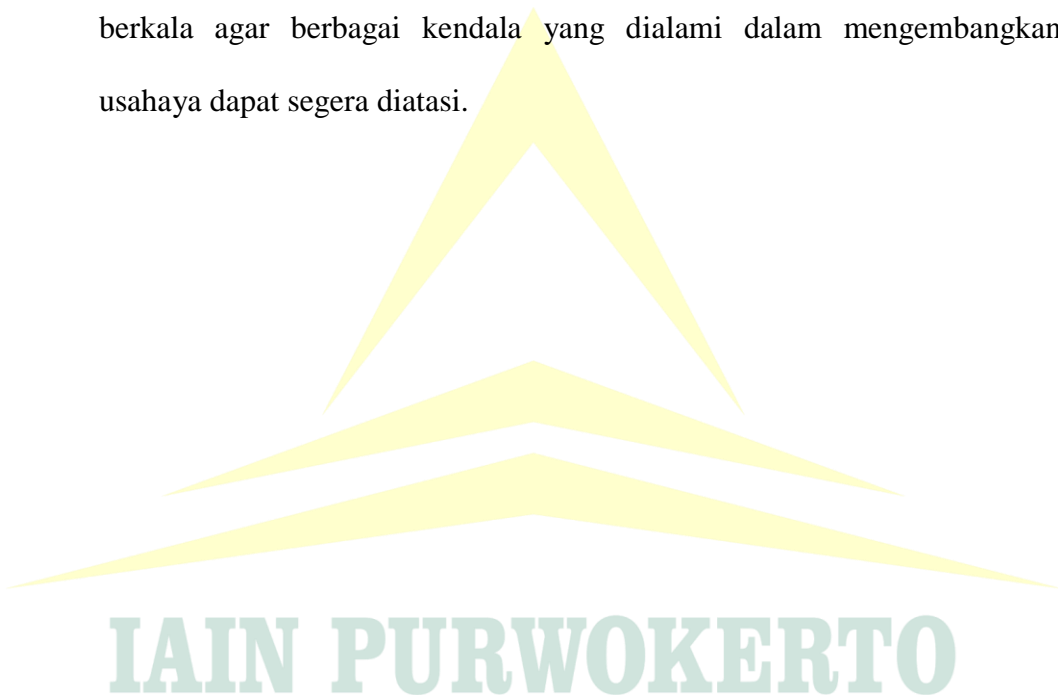 berkala agar berbagai kendala yang dialami dalam mengembangkan
usahaya dapat segera diatasi.
IAIN PURWOKERTO